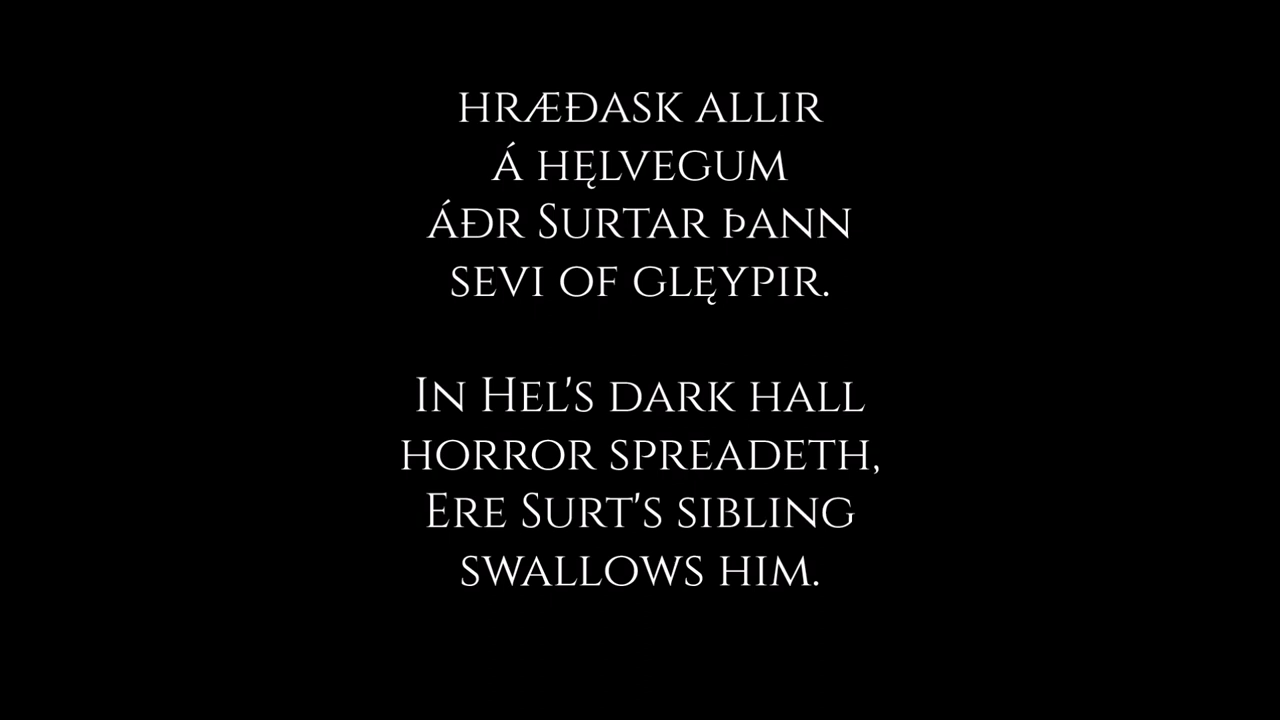 hræðask allir
á hęlvegum
áðr Surtar þann
sevi of glęypir.
In Hel's dark hall
horror spreadeth,
Ere Surt's sibling
swallows him.